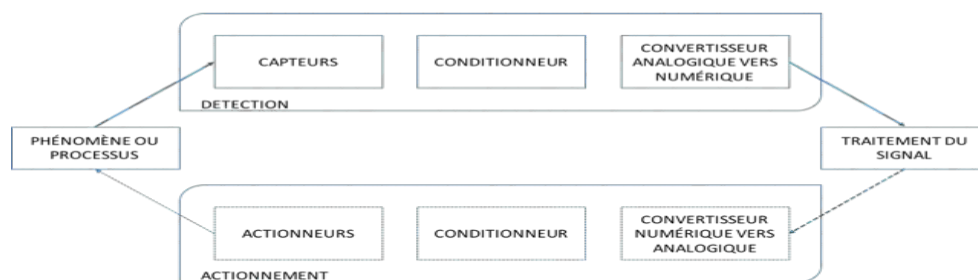 CAPTEURS
CONDITIONNEUR
CONVERTISSEUR
ANALOGIQUE VERS
NUMÉRIQUE
DETECTION
PHÉNOMÈNE OU
PROCESSUS
TRAITEMENT DU
SIGNAL
ACTIONNEURS
CONDITIONNEUR
CONVERTISSEUR
NUMÉRIQUE VERS
ANALOGIQUE
ACTIONNEMENT